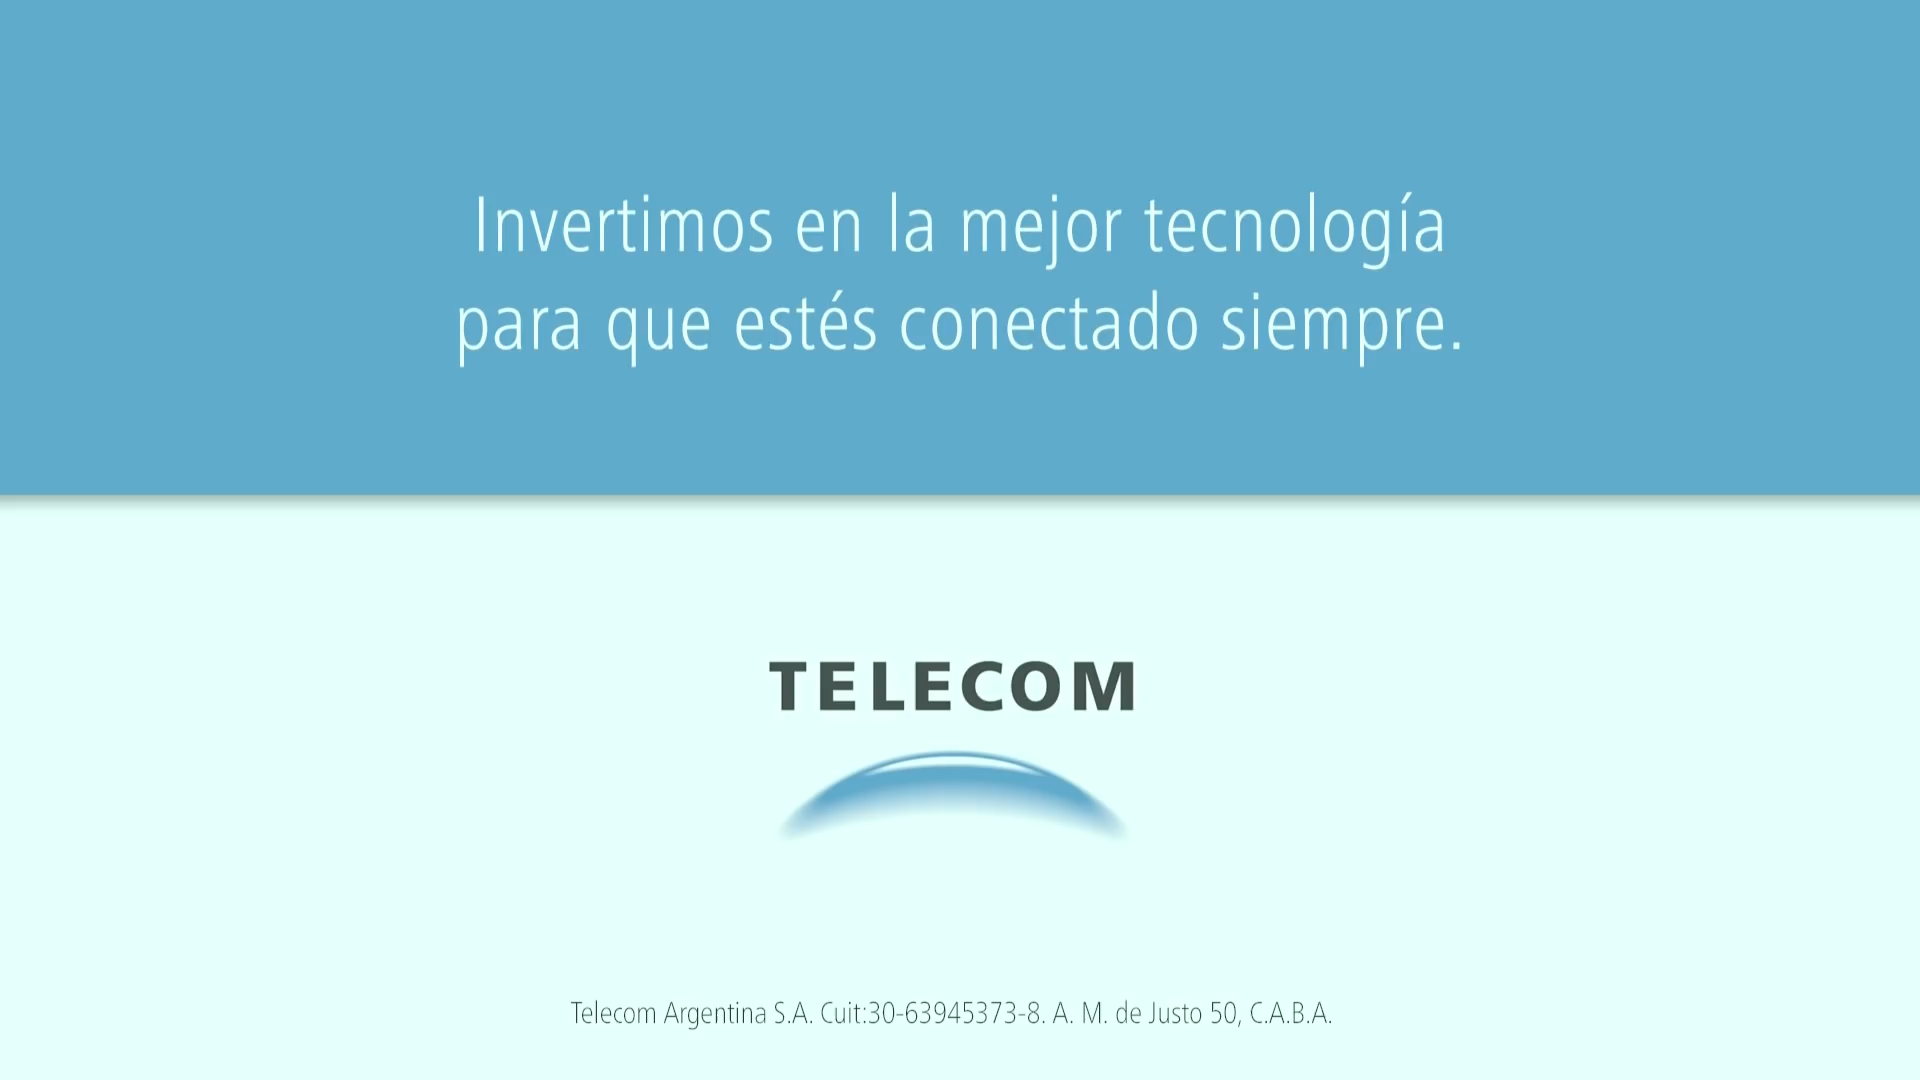 Invertimos en la mejor tecnología
para que estés conectado siempre.
TELECOM
Telecom Argentina S.A. Cuit:30-63945373-8. A. M. de Justo 50, C.A.B.A.